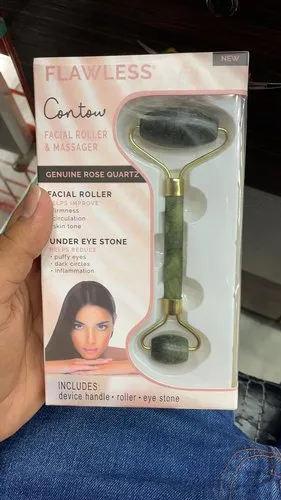 NEW
FLAWLESS
Contour
FACIAL ROLLER
& MASSAGER
GENUINE ROSE QUARTZ
FACIAL ROLLER
HELPS IMPROVE
firmness
circulation
skin tone
UNDER EYE STONE
HELPS REDUCE
• puffy eyes
• dark circles
• inflammation
INCLUDES:
device handle • roller • eye stone